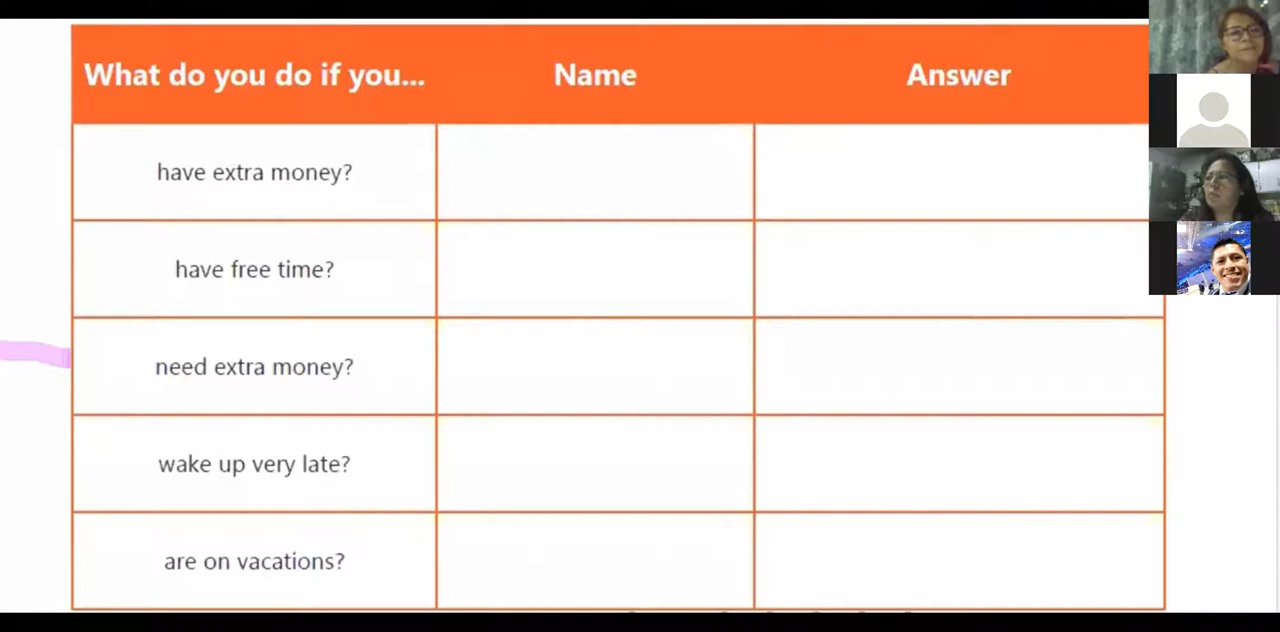 What do you do if you... Name Answer
have extra money?
have free time?
need extra money?
wake up very late?
are on vacations?